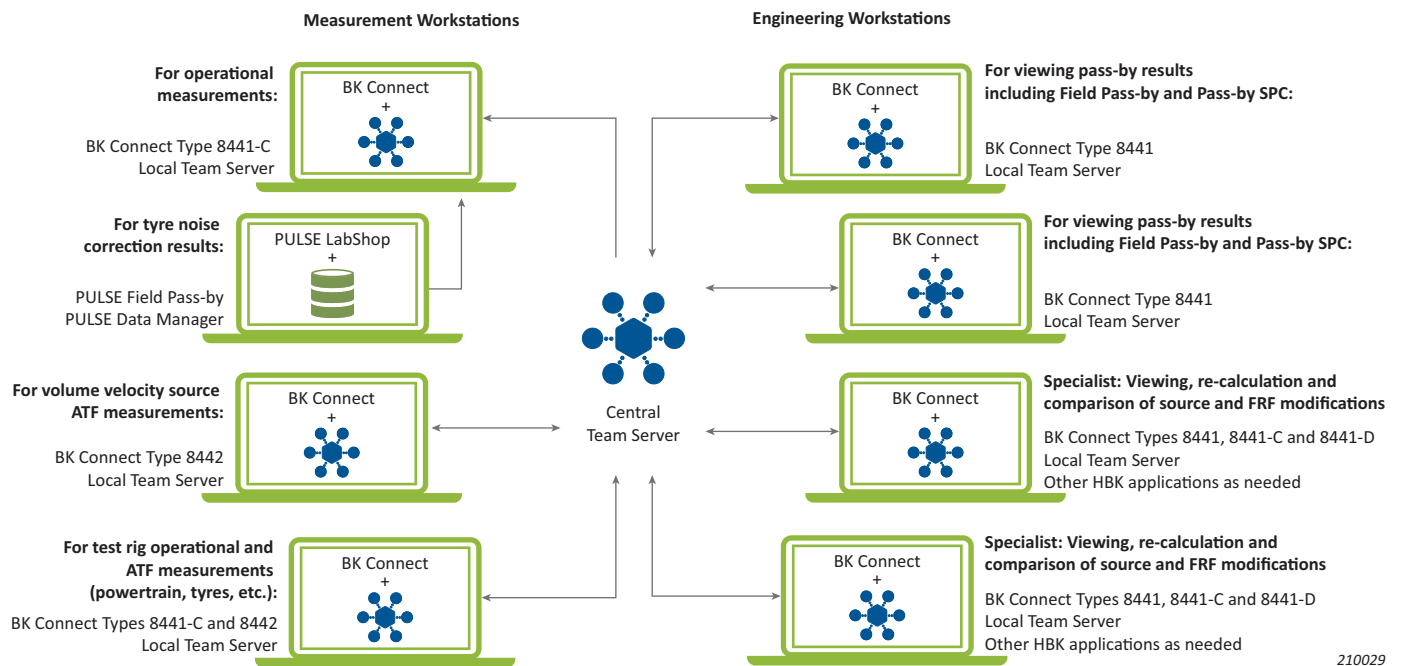 Measurement Workstations
Engineering Workstations
For operational
measurements:
BK Connect Type 8441-C
Local Team Server
BK Connect
+
For tyre noise
correction results:
PULSE Field Pass-by
PULSE Data Manager
PULSE LabShop
+
For volume velocity source
ATF measurements:
BK Connect Type 8442
Local Team Server
BK Connect
+
For test rig operational and
ATF measurements
(powertrain, tyres, etc.):
BK Connect Types 8441-C and 8442
Local Team Server
BK Connect
+
Central
Team Server
BK Connect
+
For viewing pass-by results
including Field Pass-by and Pass-by SPC:
BK Connect Type 8441
Local Team Server
BK Connect
+
For viewing pass-by results
including Field Pass-by and Pass-by SPC:
BK Connect Type 8441
Local Team Server
BK Connect
+
Specialist: Viewing, re-calculation and
comparison of source and FRF modifications
BK Connect Types 8441, 8441-C and 8441-D
Local Team Server
Other HBK applications as needed
BK Connect
+
Specialist: Viewing, re-calculation and
comparison of source and FRF modifications
BK Connect Types 8441, 8441-C and 8441-D
Local Team Server
Other HBK applications as needed
210029